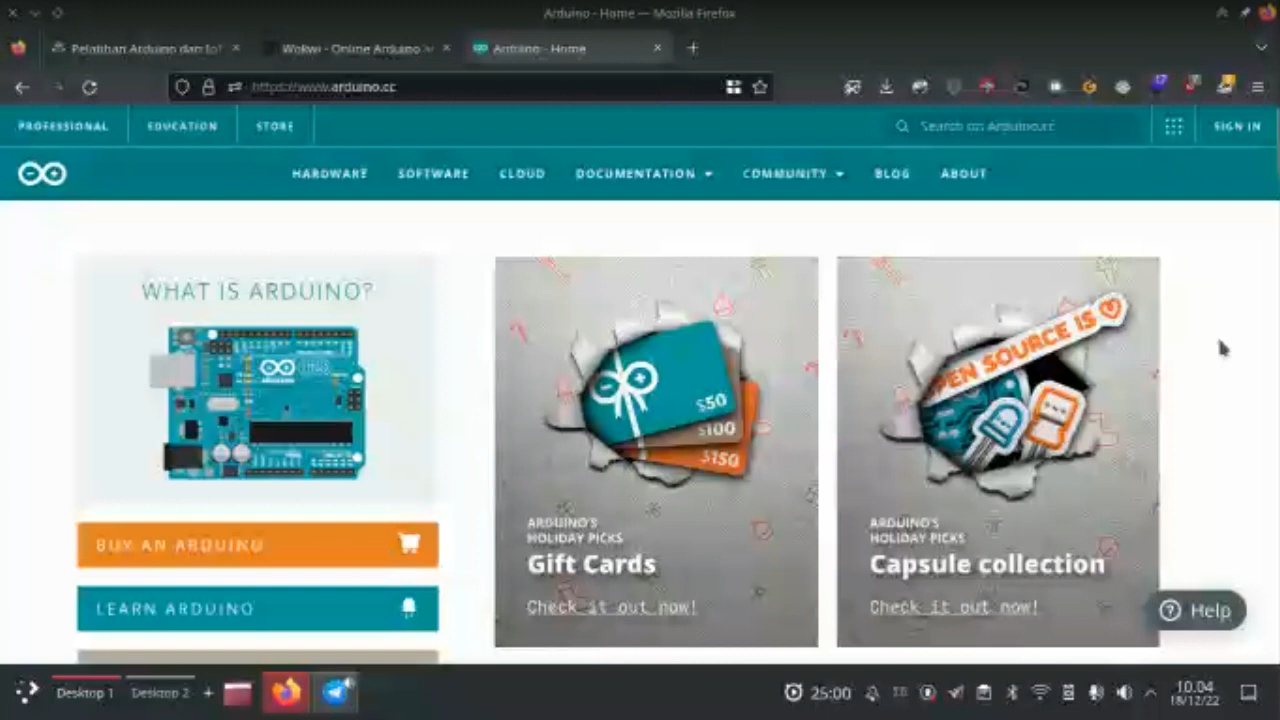 Arduino - Home — Mozilla Firefox
Pelatihan Arduino dan
Wokwi - Online Arduino
Arduino - Home
https://www.arduino.cc
PROFESSIONAL
EDUCATION
STORE
Search on Arduino.cc
SIGN IN
HARDWARE
SOFTWARE
CLOUD
DOCUMENTATION
COMMUNITY
BLOG
ABOUT
WHAT IS ARDUINO?
UNO
BUY AN ARDUINO
LEARN ARDUINO
$50
$100
$150
ARDUINO'S
HOLIDAY PICKS
Gift Cards
Check it out now!
PEN SOURCE IS
ARDUINO'S
HOLIDAY PICKS
Capsule collection
Check it out now!
Help
Desktop 1
Desktop 2
25:00
10.04
18/12/22